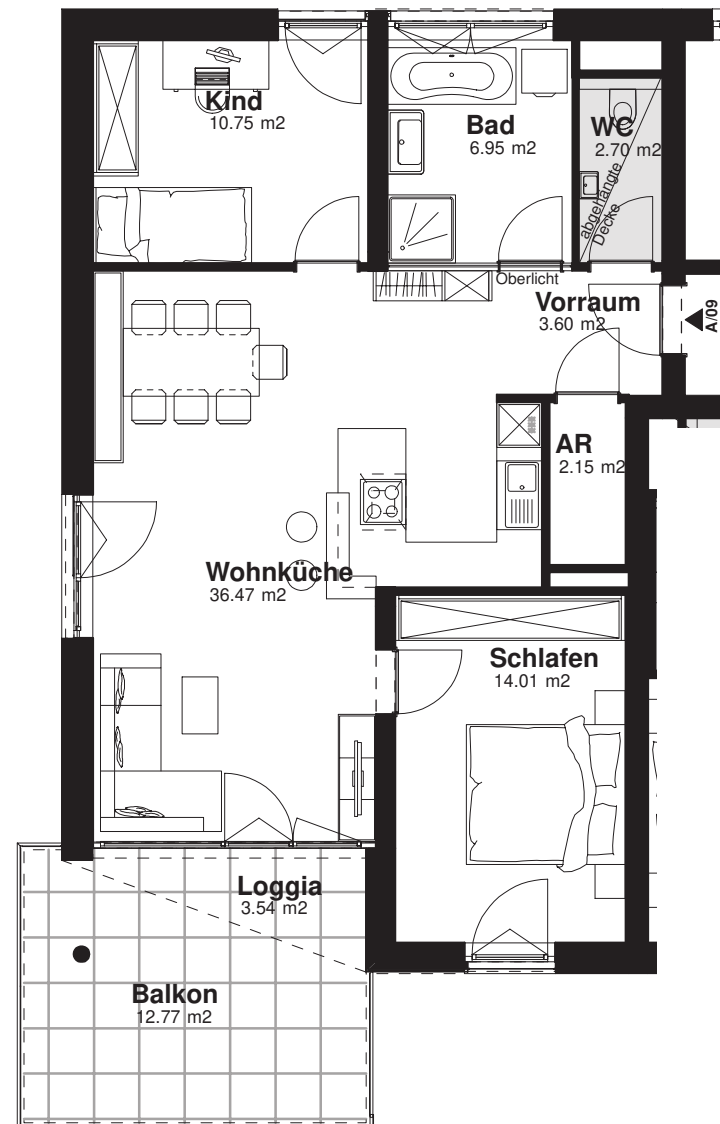 Kind
10.75 m2
Bad
6.95 m2
WC
2.70 m2
abgehängte
Decke
Oberlicht
Vorraum
3.60 m2
A/09
AR
2.15 m2
Wohnküche
36.47 m2
Schlafen
14.01 m2
Loggia
3.54 m2
Balkon
12.77 m2